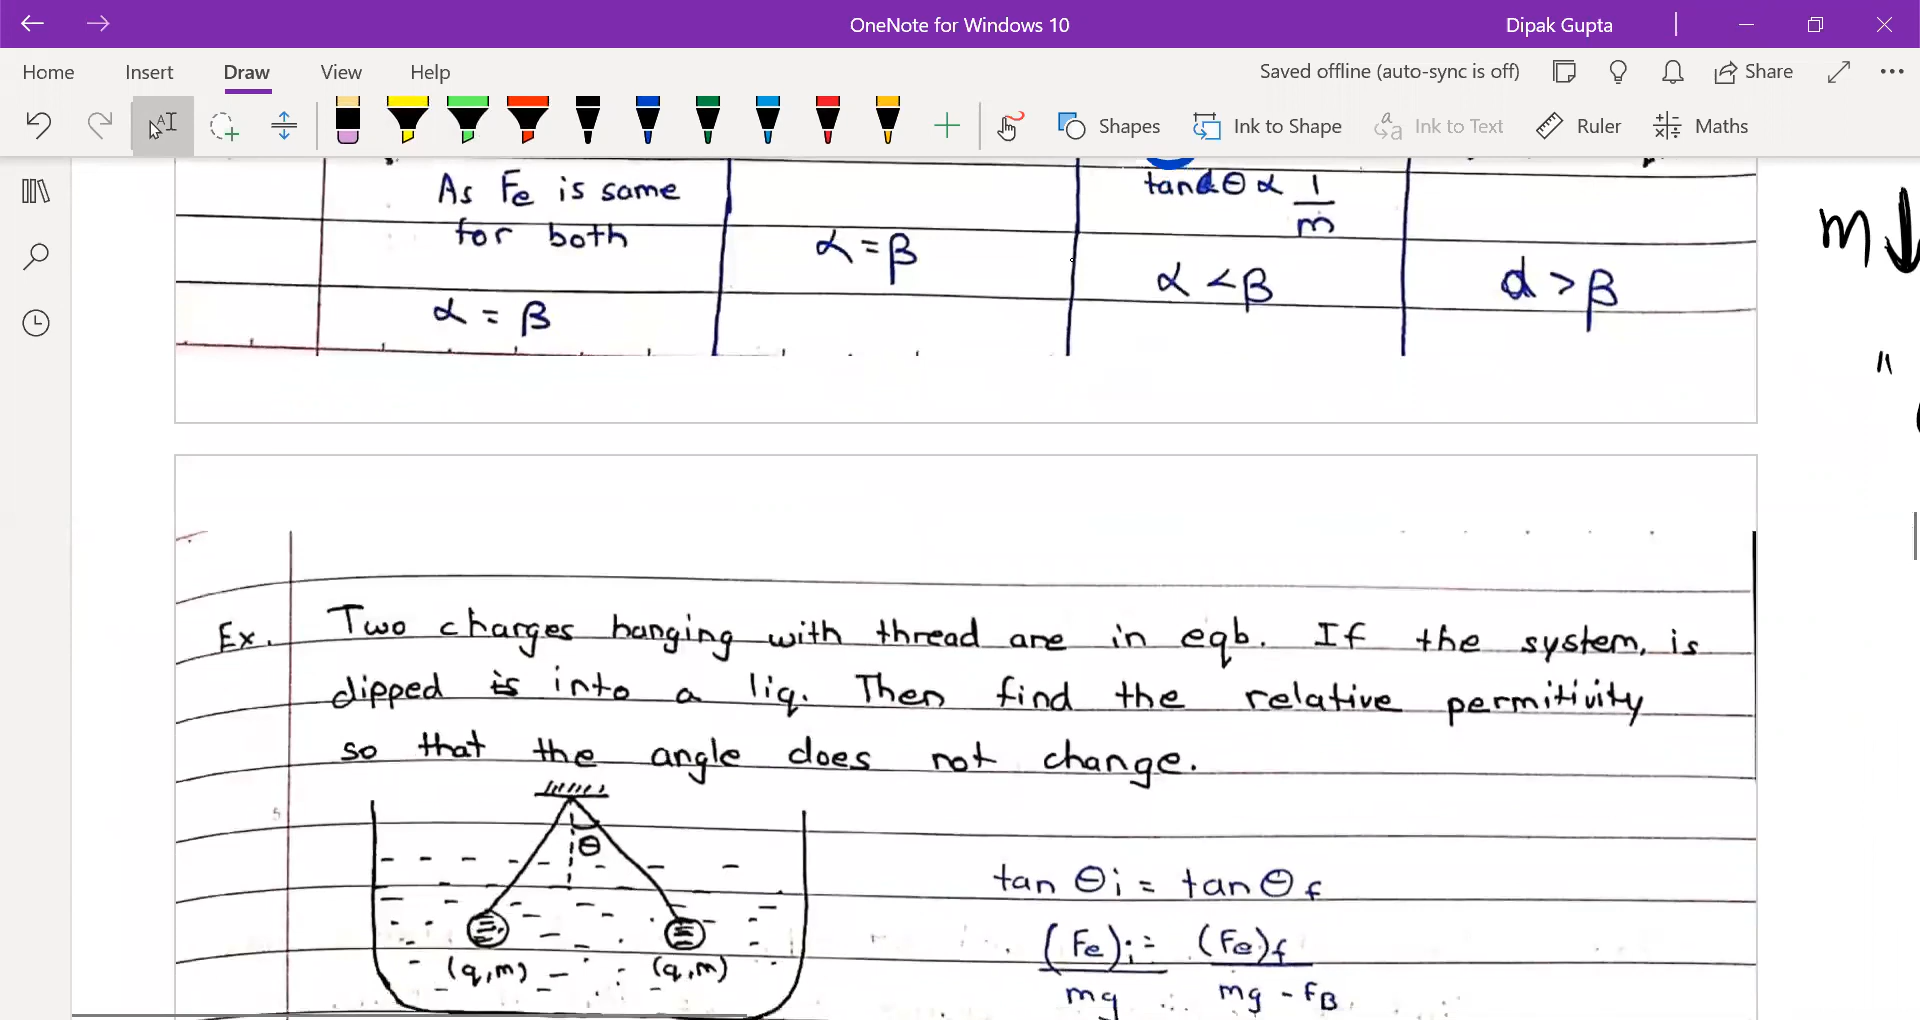 OneNote for Windows 10
Dipak Gupta
Home Insert Draw View Help
Saved offline (auto-sync is off)
Share
Shapes
Ink to Shape
Ink to Text
Ruler
Maths
As Fe is same
for both
α = β
α = β
tan θ α 1/m
α < β
α > β
m↓
"
Ex. Two charges hanging with thread are in eqb. If the system, is
dipped is into a liq. Then find the relative permitivity
so that the angle does not change.
θ
(q,m) (q,m)
tan θi = tan θf
(Fe)i/mg = (Fe)f/mg - FB